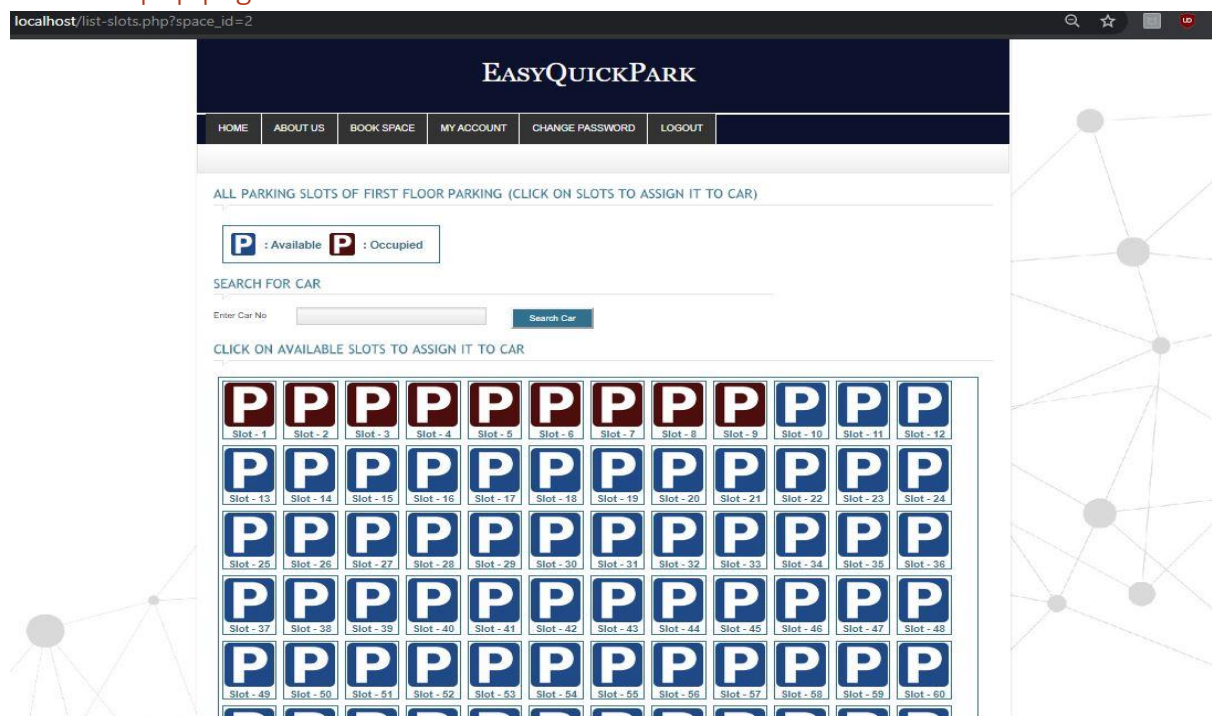 localhost/list-slots.php?space_id=2
EASYQUICKPARK
HOME ABOUT US BOOK SPACE MY ACCOUNT CHANGE PASSWORD LOGOUT
ALL PARKING SLOTS OF FIRST FLOOR PARKING (CLICK ON SLOTS TO ASSIGN IT TO CAR)
P : Available P : Occupied
SEARCH FOR CAR
Enter Car No Search Car
CLICK ON AVAILABLE SLOTS TO ASSIGN IT TO CAR
P P P P P P P P P P P P
Slot - 1 Slot - 2 Slot - 3 Slot - 4 Slot - 5 Slot - 6 Slot - 7 Slot - 8 Slot - 9 Slot - 10 Slot - 11 Slot - 12
P P P P P P P P P P P P
Slot - 13 Slot - 14 Slot - 15 Slot - 16 Slot - 17 Slot - 18 Slot - 19 Slot - 20 Slot - 21 Slot - 22 Slot - 23 Slot - 24
P P P P P P P P P P P P
Slot - 25 Slot - 26 Slot - 27 Slot - 28 Slot - 29 Slot - 30 Slot - 31 Slot - 32 Slot - 33 Slot - 34 Slot - 35 Slot - 36
P P P P P P P P P P P P
Slot - 37 Slot - 38 Slot - 39 Slot - 40 Slot - 41 Slot - 42 Slot - 43 Slot - 44 Slot - 45 Slot - 46 Slot - 47 Slot - 48
P P P P P P P P P P P P
Slot - 49 Slot - 50 Slot - 51 Slot - 52 Slot - 53 Slot - 54 Slot - 55 Slot - 56 Slot - 57 Slot - 58 Slot - 59 Slot - 60